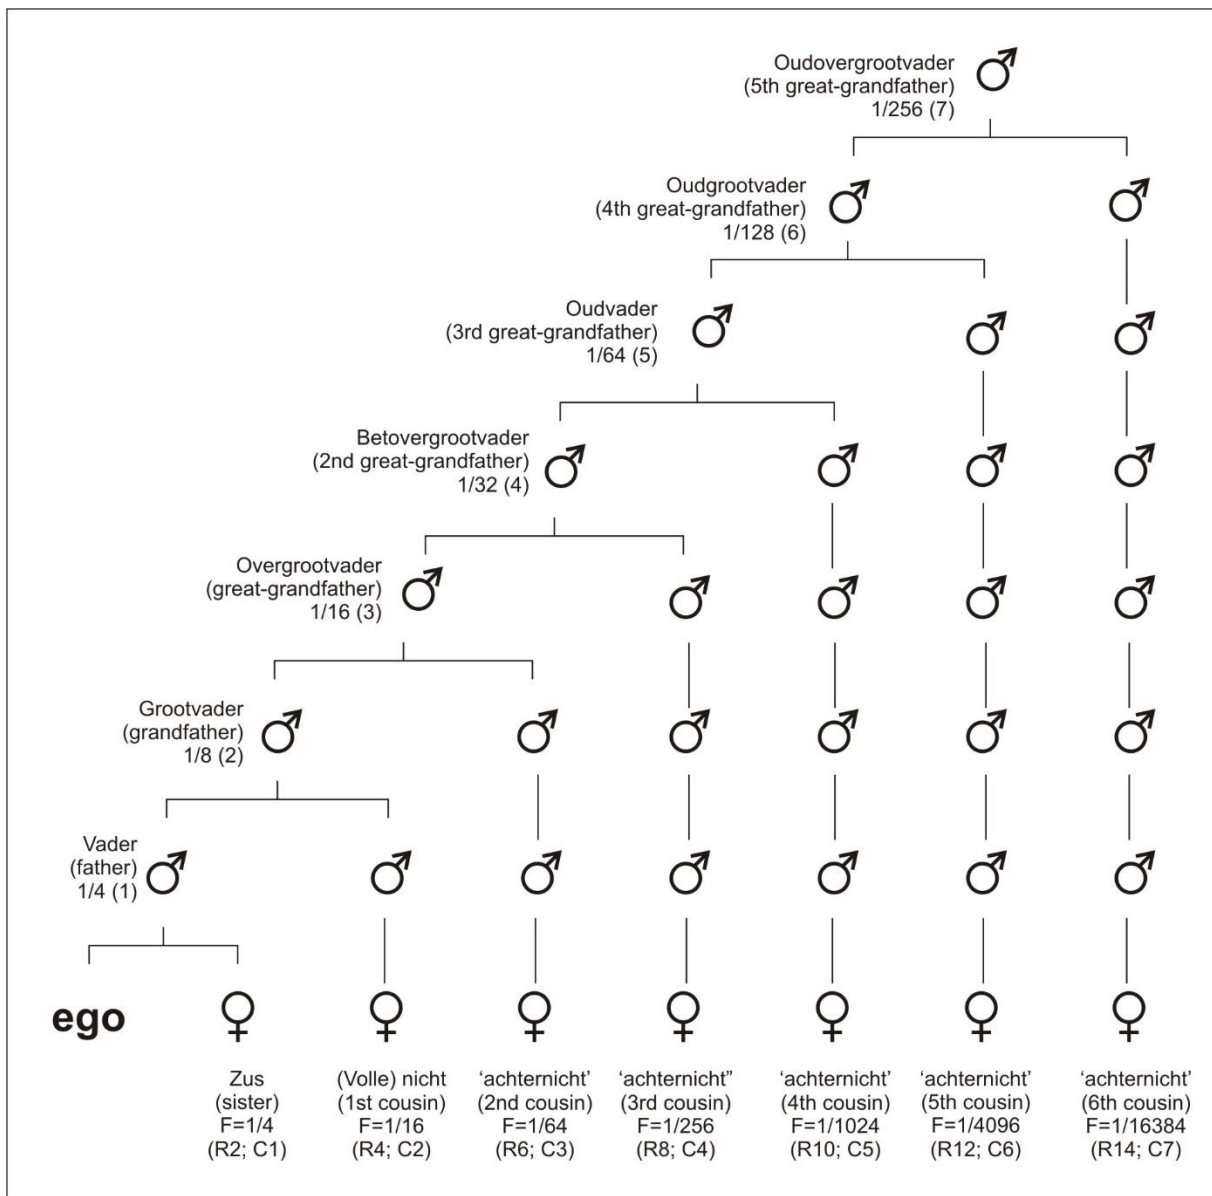 Oudovergrootvader
(5th great-grandfather)
1/256 (7)
Oudgrootvader
(4th great-grandfather)
1/128 (6)
Oudvader
(3rd great-grandfather)
1/64 (5)
Betovergrootvader
(2nd great-grandfather)
1/32 (4)
Overgrootvader
(great-grandfather)
1/16 (3)
Grootvader
(grandfather)
1/8 (2)
Vader
(father)
1/4 (1)
ego
Zus
(sister)
F=1/4
(R2; C1)
(Volle) nicht
(1st cousin)
F=1/16
(R4; C2)
‘achternicht’
(2nd cousin)
F=1/64
(R6; C3)
‘achternicht”
(3rd cousin)
F=1/256
(R8; C4)
‘achternicht’
(4th cousin)
F=1/1024
(R10; C5)
‘achternicht’
(5th cousin)
F=1/4096
(R12; C6)
‘achternicht’
(6th cousin)
F=1/16384
(R14; C7)